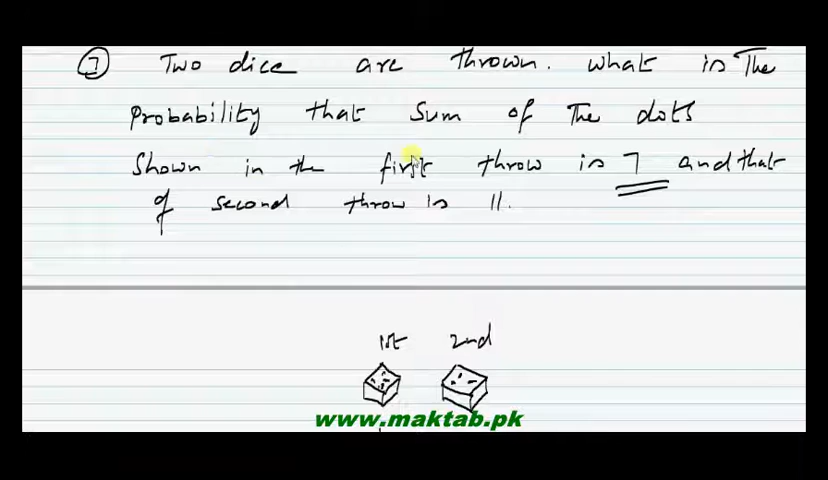 7 Two dice are thrown. What is The
Probability that Sum of The dots
Shown in the first throw is 7 and that
of second throw is 11.
1st 2nd
www.maktab.pk